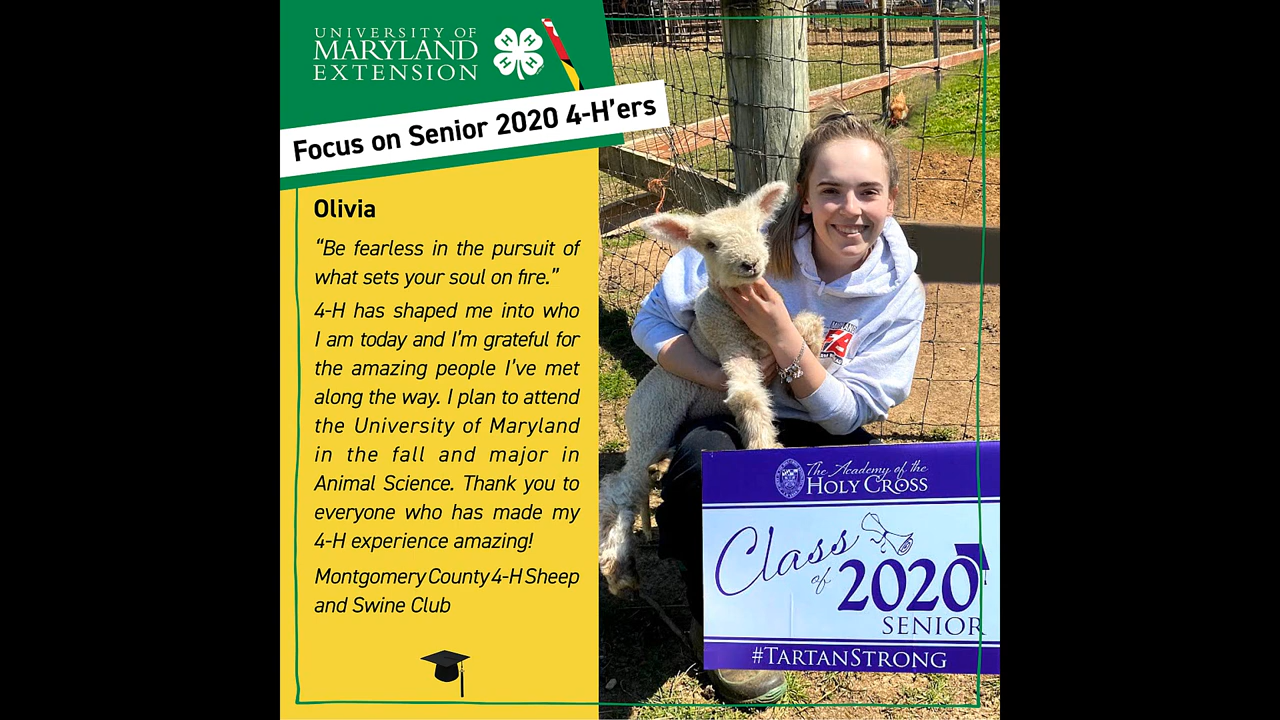 UNIVERSITY OF
MARYLAND
EXTENSION
H H
H H
Focus on Senior 2020 4-H’ers
Olivia
“Be fearless in the pursuit of
what sets your soul on fire.”
4-H has shaped me into who
I am today and I’m grateful for
the amazing people I’ve met
along the way. I plan to attend
the University of Maryland
in the fall and major in
Animal Science. Thank you to
everyone who has made my
4-H experience amazing!
Montgomery County 4-H Sheep
and Swine Club
The Academy of the
HOLY CROSS
Class
of 2020
SENIOR
#TARTANSTRONG